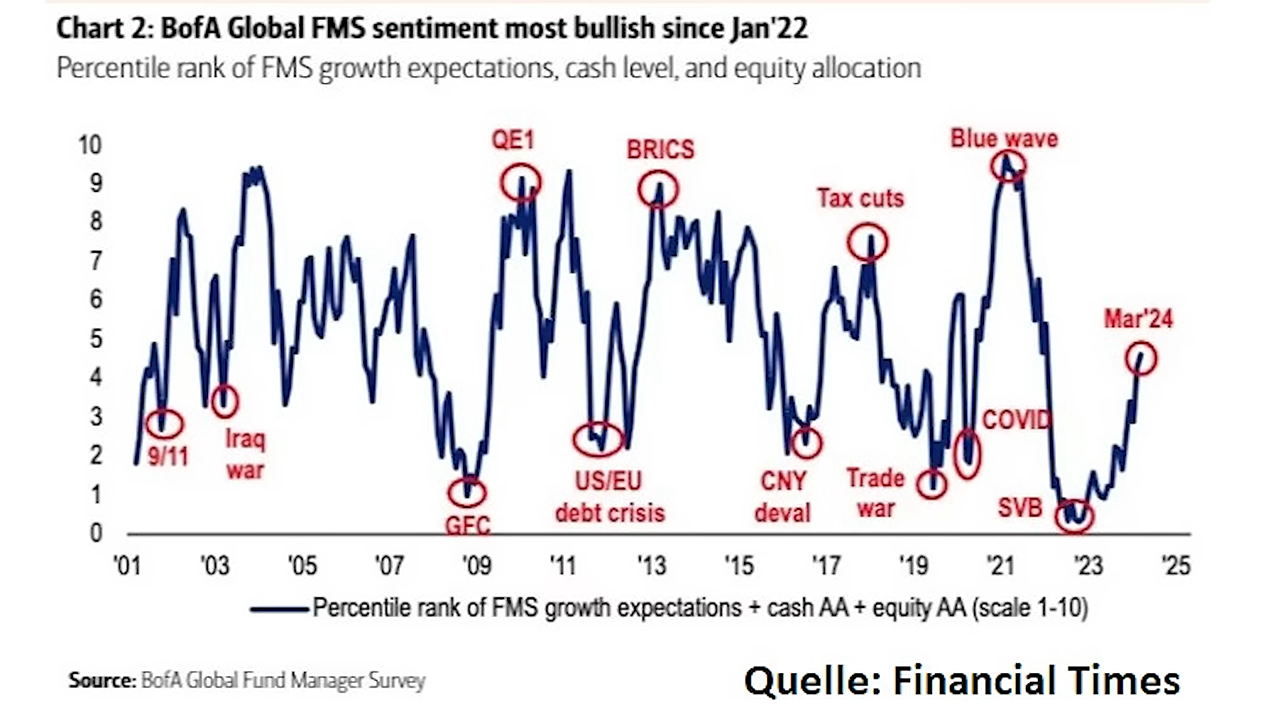 Chart 2: BofA Global FMS sentiment most bullish since Jan'22
Percentile rank of FMS growth expectations, cash level, and equity allocation
10
9
8
7
6
5
4
3
2
1
0
9/11
Iraq
war
GFC
QE1
US/EU
debt crisis
BRICS
CNY
deval
Tax cuts
Trade
war
COVID
Blue wave
SVB
Mar'24
'01 '03 '05 '07 '09 '11 '13 '15 '17 '19 '21 '23 '25
Percentile rank of FMS growth expectations + cash AA + equity AA (scale 1-10)
Source: BofA Global Fund Manager Survey
Quelle: Financial Times